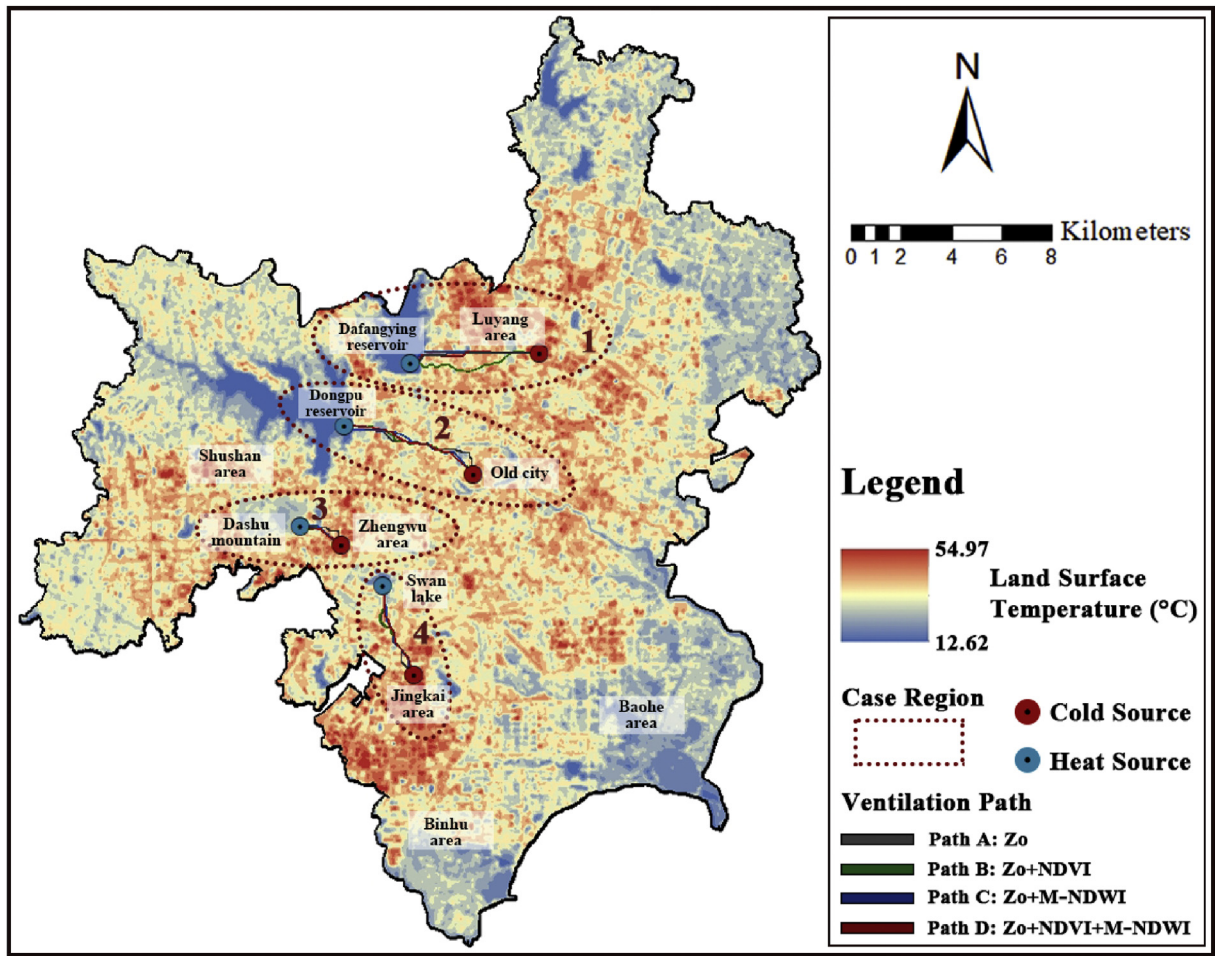 Dafangying
reservoir
Luyang
area
1
Dongpu
reservoir
2
Old city
Shushan
area
3
Dashu
mountain
Zhengwu
area
Swan
lake
4
Jingkai
area
Baohe
area
Binhu
area
N
Kilometers
0 1 2 4 6 8
Legend
54.97
Land Surface
Temperature (°C)
12.62
Case Region
Cold Source
Heat Source
Ventilation Path
Path A: Zo
Path B: Zo+NDVI
Path C: Zo+M-NDWI
Path D: Zo+NDVI+M-NDWI